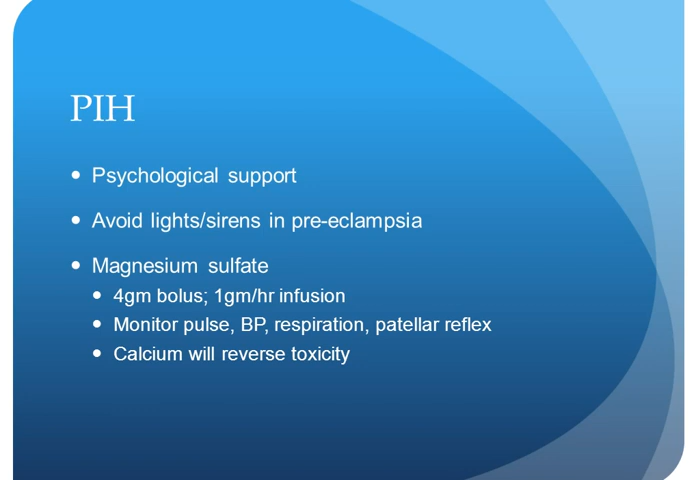 PIH
Psychological support
Avoid lights/sirens in pre-eclampsia
Magnesium sulfate
4gm bolus; 1gm/hr infusion
Monitor pulse, BP, respiration, patellar reflex
Calcium will reverse toxicity